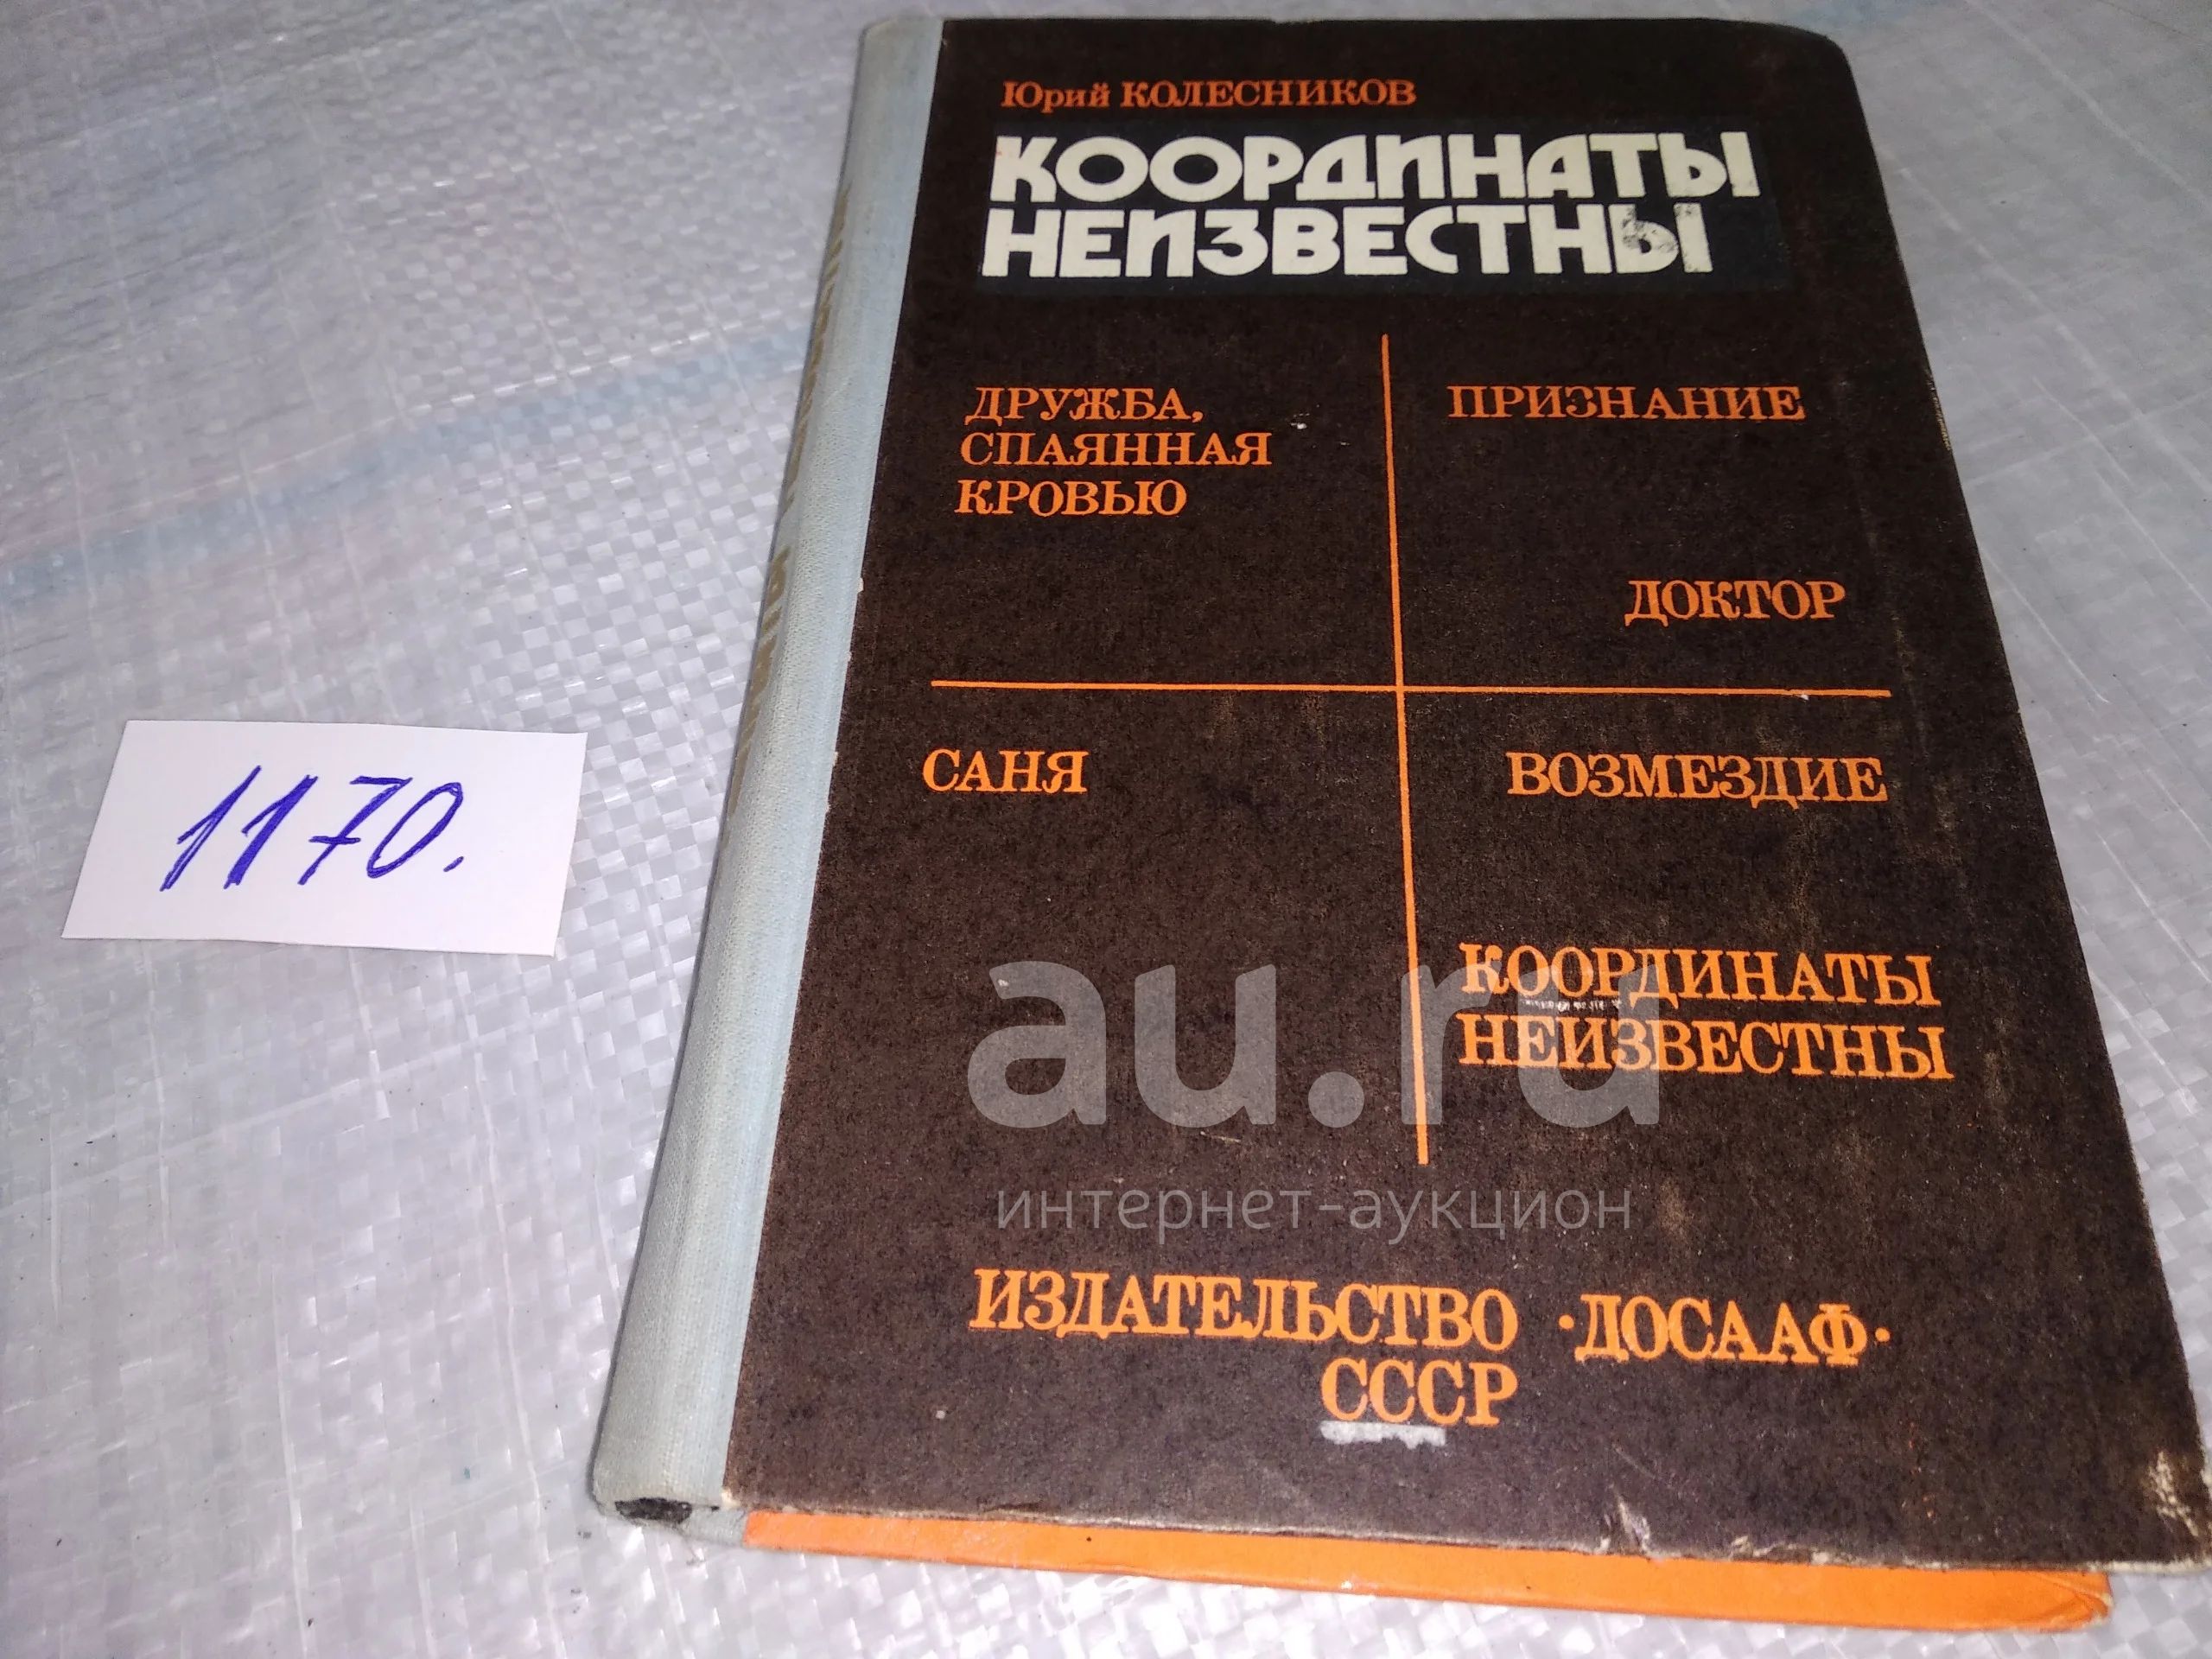 Юрий КОЛЕСНИКОВ
КООРДИНАТЫ
НЕИЗВЕСТНЫ
ДРУЖБА,
СПАЯННАЯ
КРОВЬЮ
ПРИЗНАНИЕ
ДОКТОР
САНЯ
ВОЗМЕЗДИЕ
КООРДИНАТЫ
НЕИЗВЕСТНЫ
ИЗДАТЕЛЬСТВО ·ДОСААФ·
СССР
1170.
au.ru
интернет-аукцион